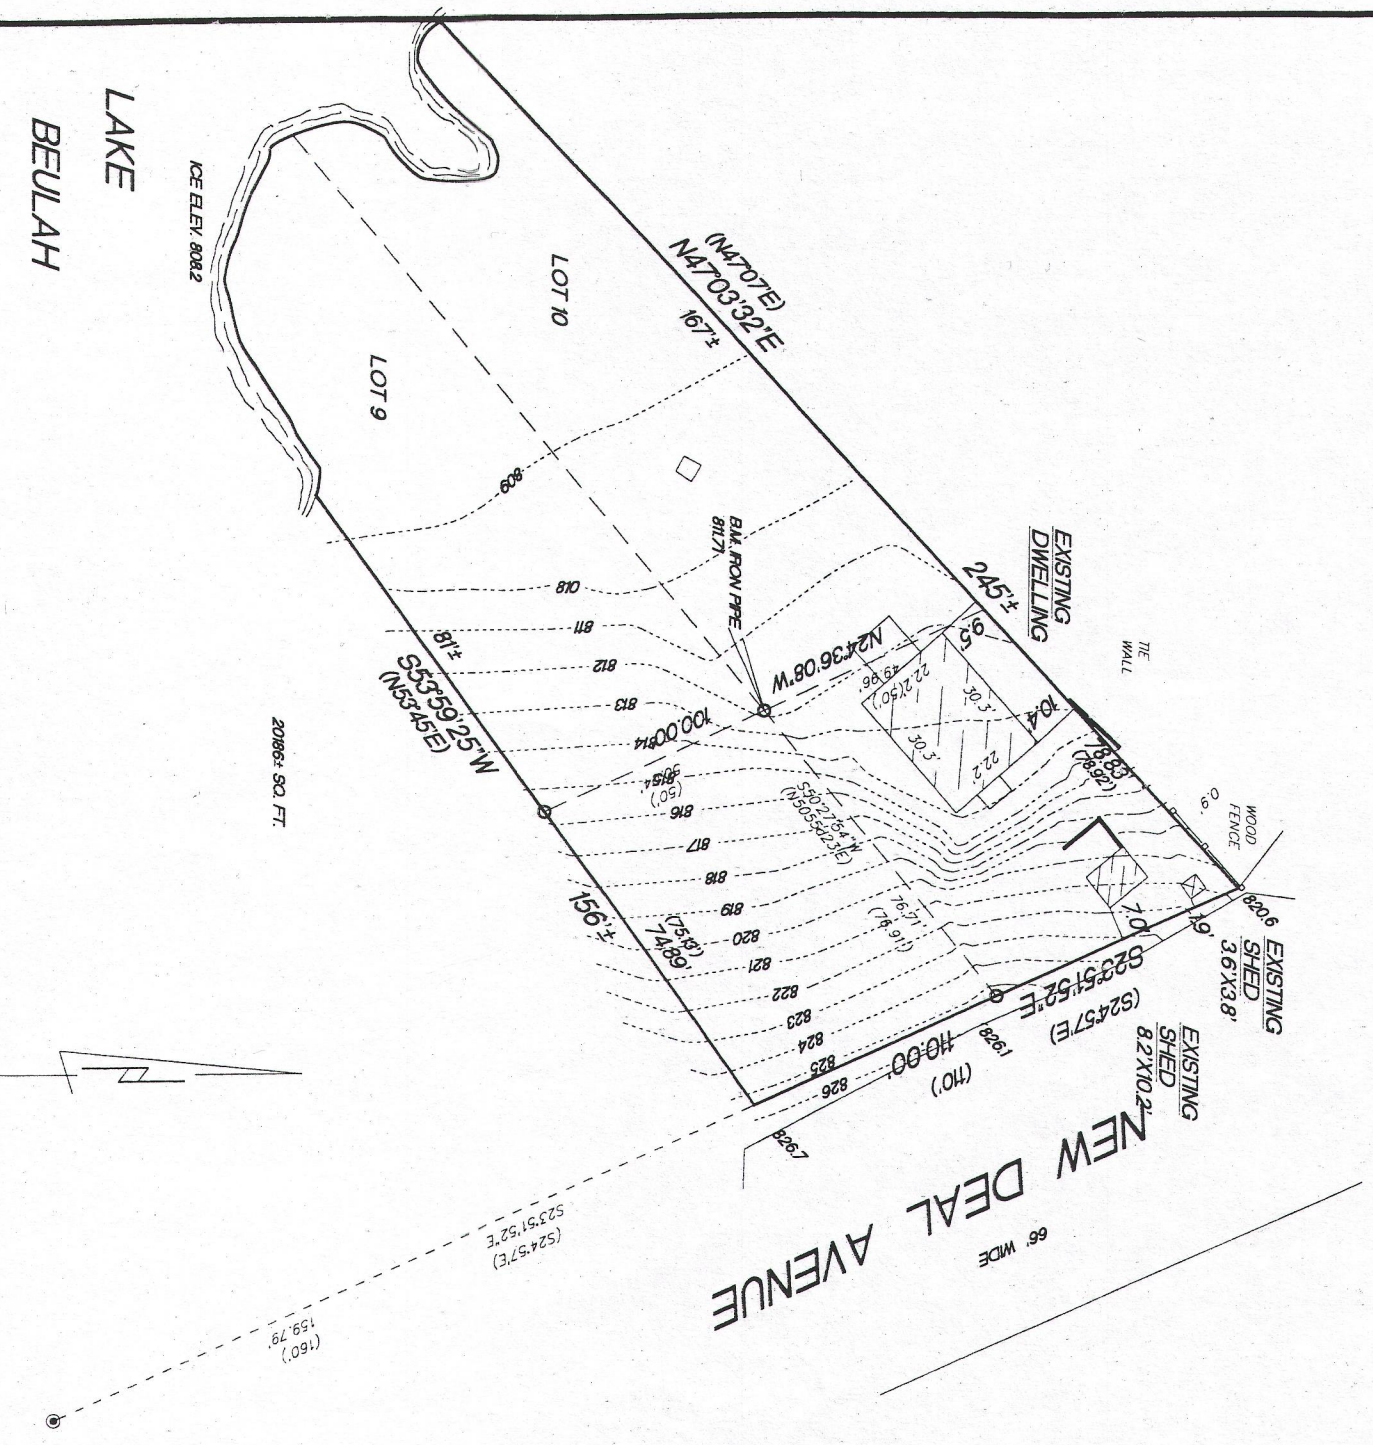 LAKE
BEULAH
ICE ELEV. 808.2
LOT 10
LOT 9
(N47°07'E)
N47°03'32"E
167'±
809
810
811
812
813
814
816
817
818
819
820
821
822
823
824
825
826
B.M. IRON PIPE
811.71
EXISTING
DWELLING
245'±
9.5'
N24°36'08"W
49.96'
22.2'
(50')
30.3'
30.3'
22.2'
10.4'
TIE
WALL
78.83'
(78.92')
0.9'
WOOD
FENCE
100.00'
(50')
81'±
S53°59'25"W
(N53°45'E)
20186± SQ. FT.
S50°27'54"W
76.71'
(76.91')
156'±
(75.13')
74.89'
820.6
1.9'
7.0'
EXISTING
SHED
3.6'X3.8'
S23°51'52"E
(S24°57'E)
EXISTING
SHED
8.2'X10.2'
826.1
110.00'
(110')
826.7
NEW DEAL AVENUE
66' WIDE
S23°51'52"E
(S24°57'E)
159.79'
(160')
N